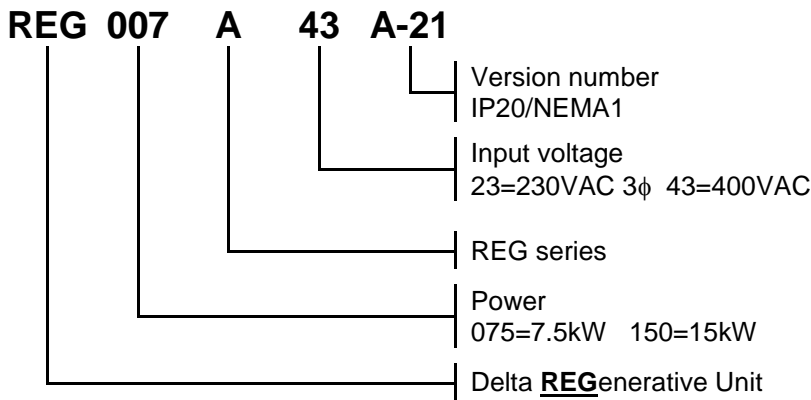 REG 007 A 43 A-21
Version number
IP20/NEMA1
Input voltage
23=230VAC 3ϕ 43=400VAC
REG series
Power
075=7.5kW 150=15kW
Delta REGenerative Unit